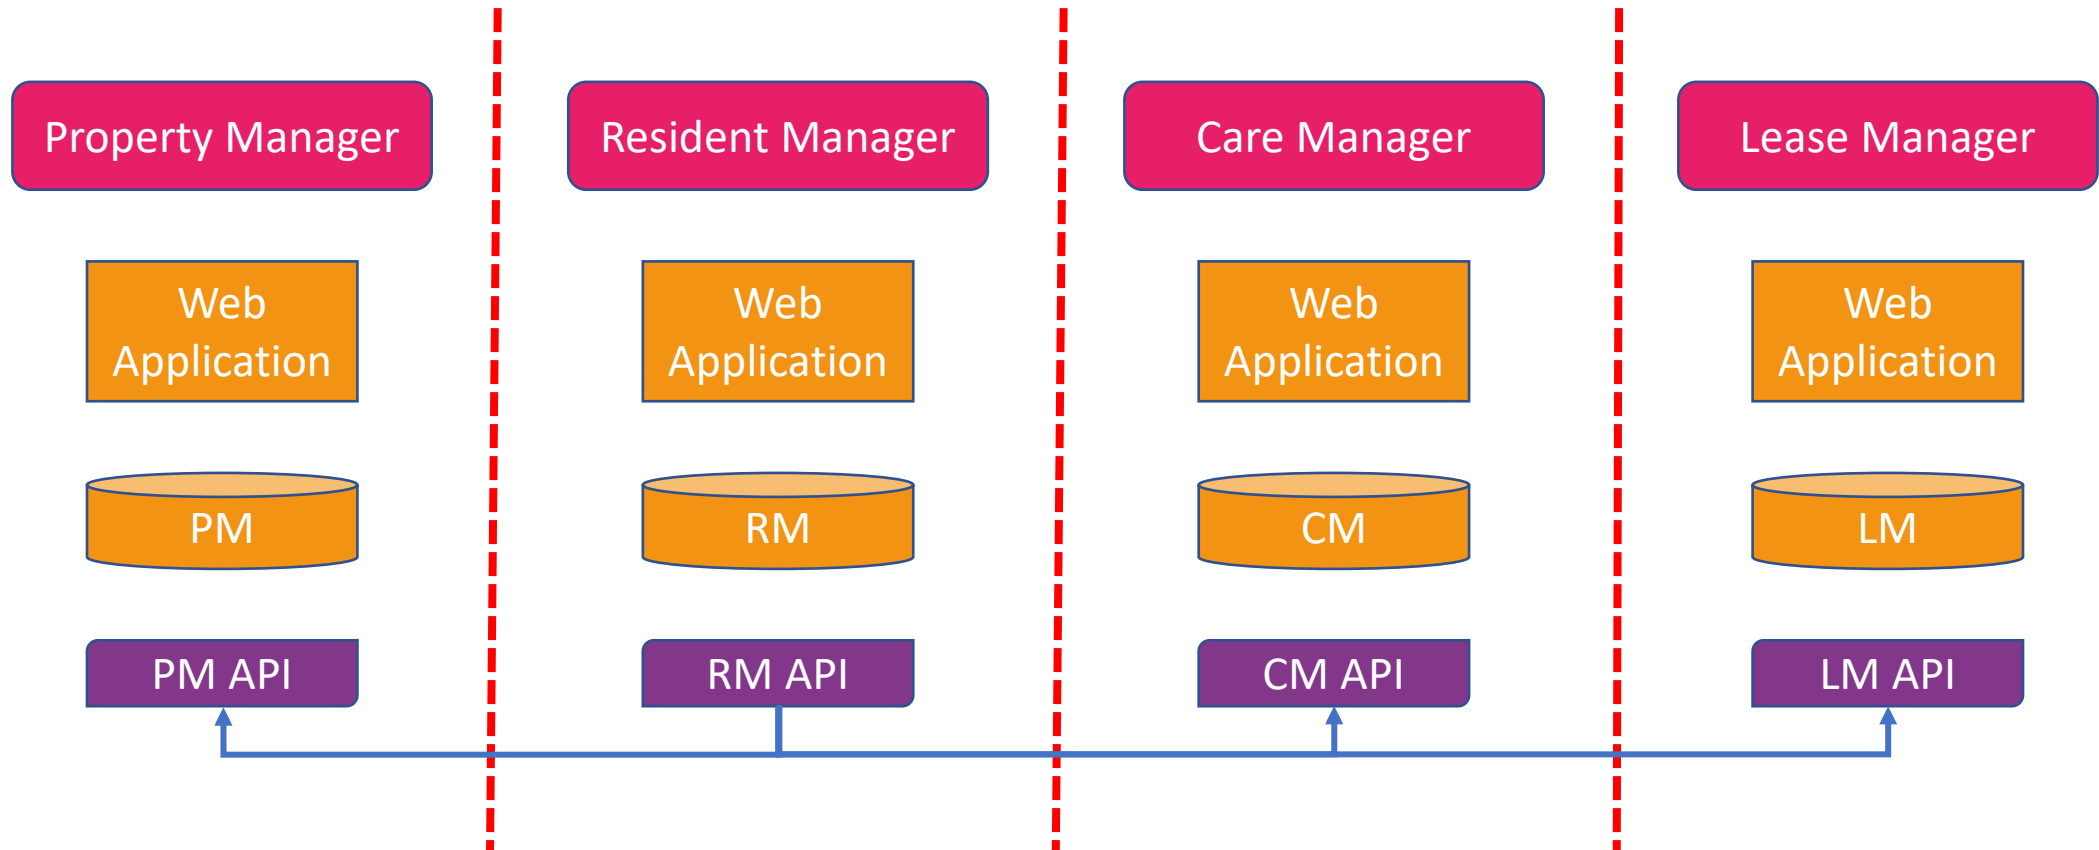 Property Manager
Resident Manager
Care Manager
Lease Manager
Web
Application
Web
Application
Web
Application
Web
Application
PM
RM
CM
LM
PM API
RM API
CM API
LM API